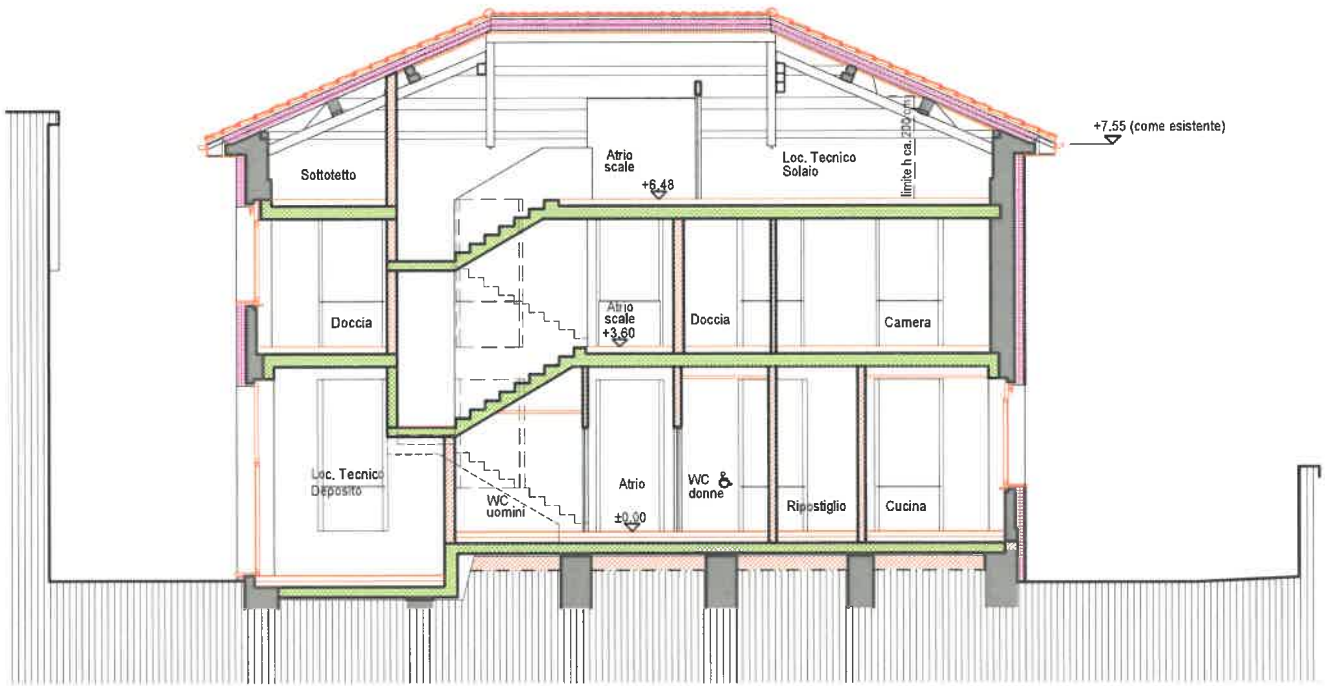 +7.55 (come esistente)
limite h ca. 200 cm
Atrio
scale
+6.48
Loc. Tecnico
Solaio
Sottotetto
Doccia
Atrio
scale
+3.60
Doccia
Camera
Loc. Tecnico
Deposito
WC
uomini
Atrio
±0.00
WC
donne
Ripostiglio
Cucina